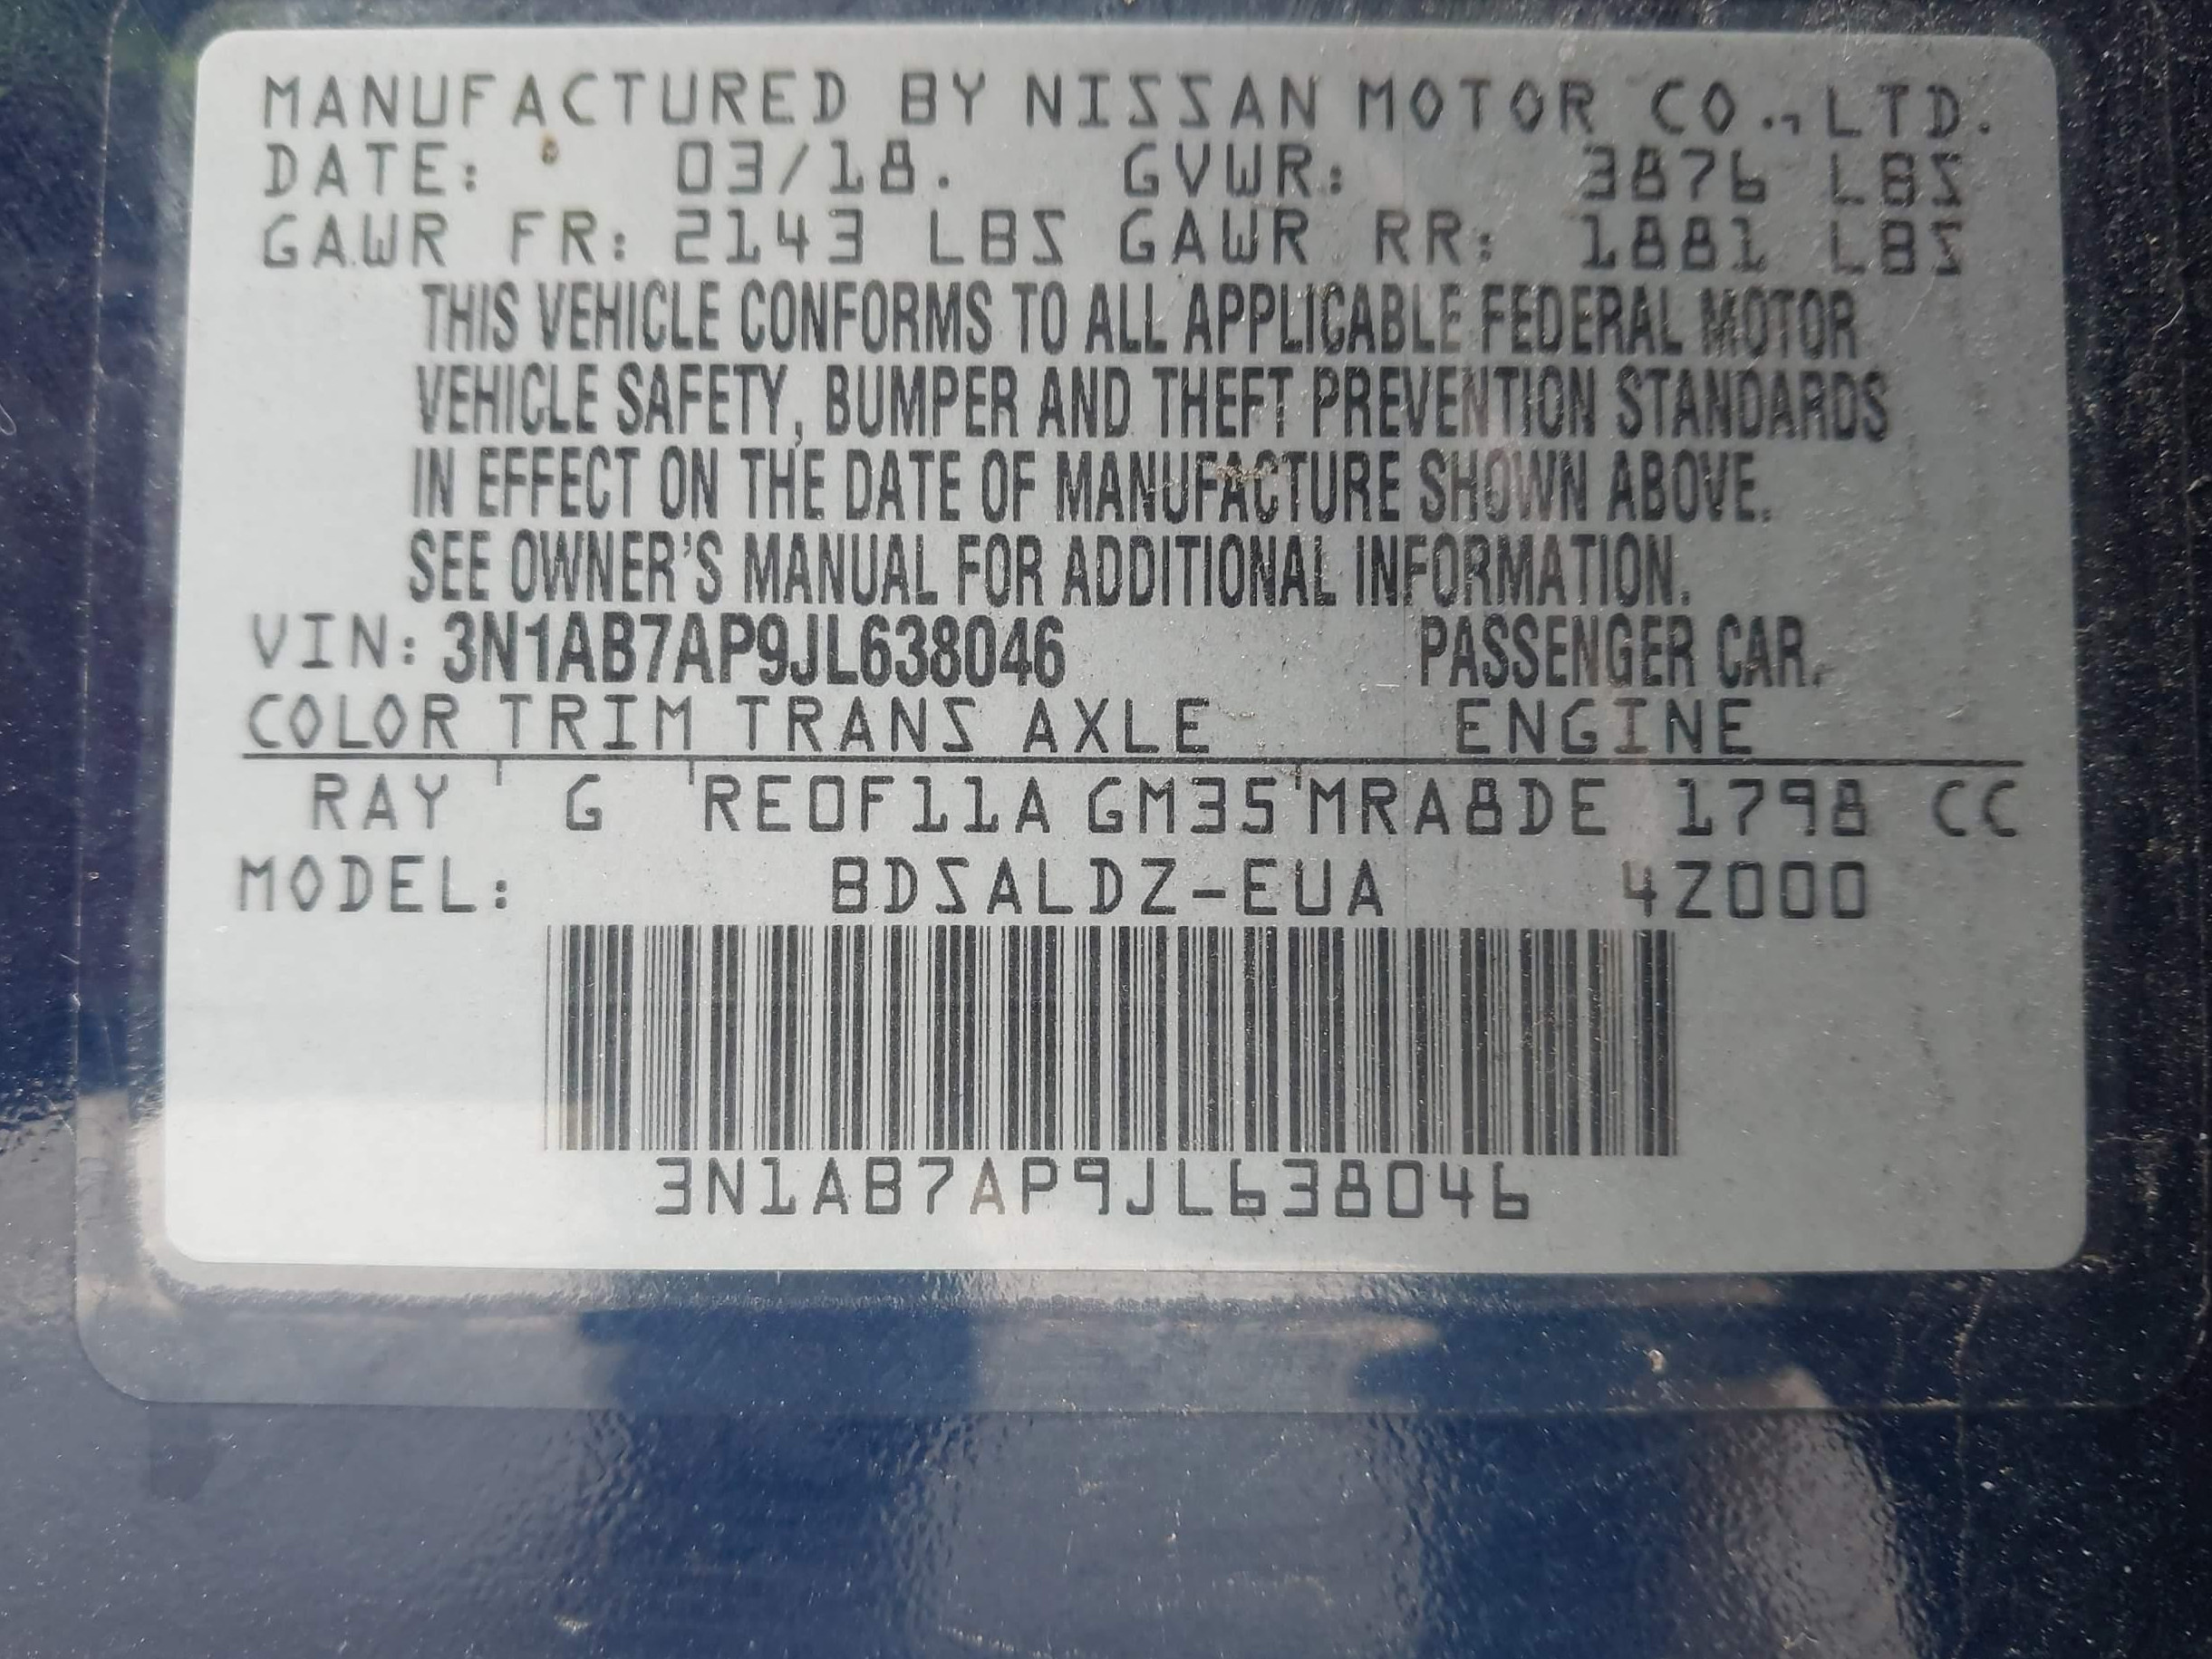 MANUFACTURED BY NISSAN MOTOR CO., LTD.
DATE: 03/18. GVWR: 3876 LBS
GAWR FR: 2143 LBS GAWR RR: 1881 LBS
THIS VEHICLE CONFORMS TO ALL APPLICABLE FEDERAL MOTOR
VEHICLE SAFETY, BUMPER AND THEFT PREVENTION STANDARDS
IN EFFECT ON THE DATE OF MANUFACTURE SHOWN ABOVE.
SEE OWNER'S MANUAL FOR ADDITIONAL INFORMATION.
VIN: 3N1AB7AP9JL638046 PASSENGER CAR.
COLOR TRIM TRANS AXLE ENGINE
RAY G RE0F11A GM35 MRA8DE 1798 CC
MODEL: BDSALDZ-EUA 4Z000
3N1AB7AP9JL638046